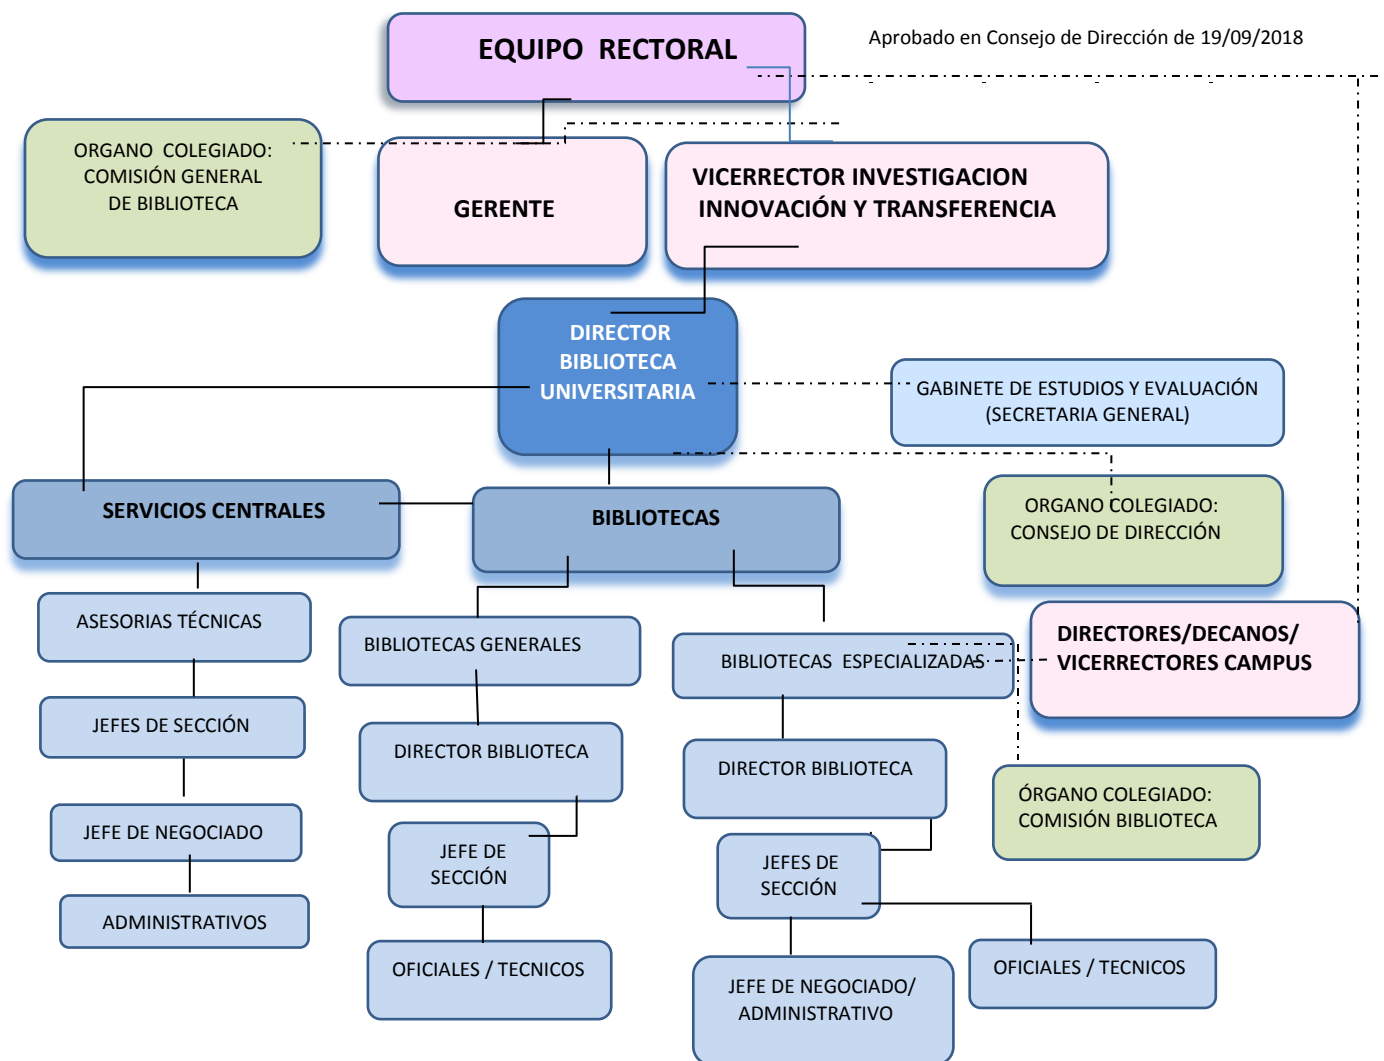 EQUIPO RECTORAL
Aprobado en Consejo de Dirección de 19/09/2018
ORGANO COLEGIADO:
COMISIÓN GENERAL
DE BIBLIOTECA
GERENTE
VICERRECTOR INVESTIGACION
INNOVACIÓN Y TRANSFERENCIA
DIRECTOR
BIBLIOTECA
UNIVERSITARIA
GABINETE DE ESTUDIOS Y EVALUACIÓN
(SECRETARIA GENERAL)
SERVICIOS CENTRALES
BIBLIOTECAS
ORGANO COLEGIADO:
CONSEJO DE DIRECCIÓN
ASESORIAS TÉCNICAS
BIBLIOTECAS GENERALES
BIBLIOTECAS ESPECIALIZADAS
DIRECTORES/DECANOS/
VICERRECTORES CAMPUS
JEFES DE SECCIÓN
DIRECTOR BIBLIOTECA
DIRECTOR BIBLIOTECA
ÓRGANO COLEGIADO:
COMISIÓN BIBLIOTECA
JEFE DE NEGOCIADO
JEFE DE
SECCIÓN
JEFES DE
SECCIÓN
ADMINISTRATIVOS
OFICIALES / TECNICOS
JEFE DE NEGOCIADO/
ADMINISTRATIVO
OFICIALES / TECNICOS